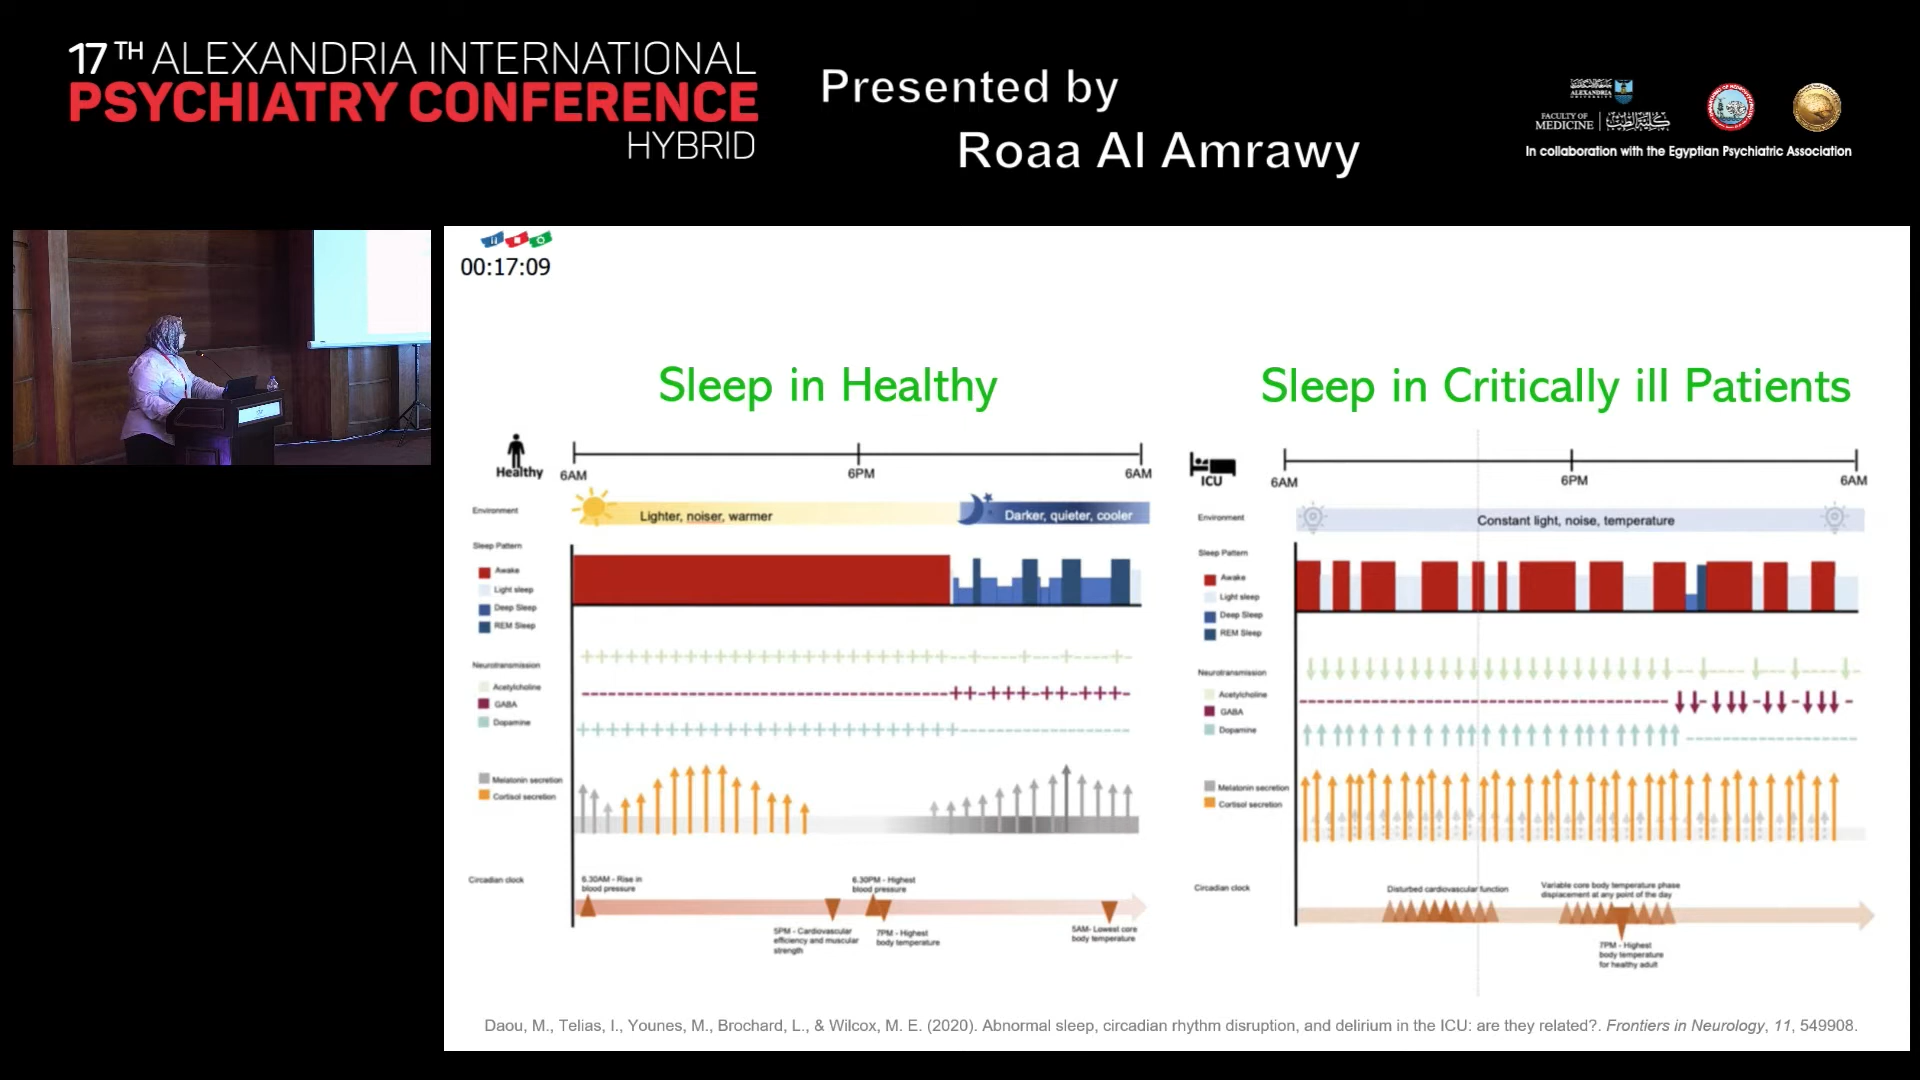 17TH ALEXANDRIA INTERNATIONAL
PSYCHIATRY CONFERENCE
HYBRID
Presented by
Roaa Al Amrawy
ALEXANDRIA
FACULTY OF
MEDICINE
كلية الطب
In collaboration with the Egyptian Psychiatric Association
00:17:09
Sleep in Healthy
Healthy
6AM
6PM
6AM
Environment
Lighter, noiser, warmer
Darker, quieter, cooler
Sleep Pattern
Awake
Light sleep
Deep Sleep
REM Sleep
Neurotransmission
Acetylcholine
GABA
Dopamine
Melatonin secretion
Cortisol secretion
Circadian clock
6.30AM - Rise in
blood pressure
6.30PM - Highest
blood pressure
5PM - Cardiovascular
efficiency and muscular
strength
7PM - Highest
body temperature
5AM- Lowest core
body temperature
Sleep in Critically ill Patients
ICU
6AM
6PM
6AM
Environment
Constant light, noise, temperature
Sleep Pattern
Awake
Light sleep
Deep Sleep
REM Sleep
Neurotransmission
Acetylcholine
GABA
Dopamine
Melatonin secretion
Cortisol secretion
Circadian clock
Disturbed cardiovascular function
Variable core body temperature phase
displacement at any point of the day
7PM - Highest
body temperature
for healthy adult
Daou, M., Telias, I., Younes, M., Brochard, L., & Wilcox, M. E. (2020). Abnormal sleep, circadian rhythm disruption, and delirium in the ICU: are they related?. Frontiers in Neurology, 11, 549908.